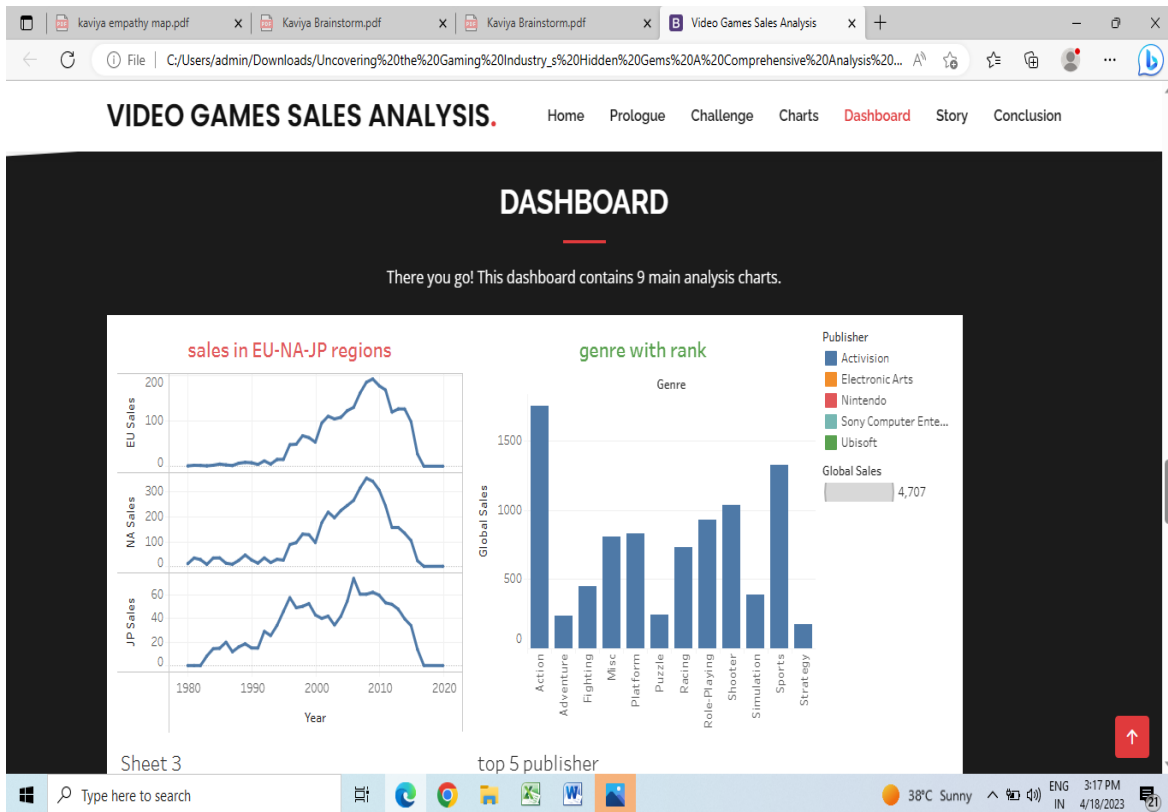 kaviya empathy map.pdf
Kaviya Brainstorm.pdf
Kaviya Brainstorm.pdf
Video Games Sales Analysis
File
C:/Users/admin/Downloads/Uncovering%20the%20Gaming%20Industry_s%20Hidden%20Gems%20A%20Comprehensive%20Analysis%20...
VIDEO GAMES SALES ANALYSIS.
Home Prologue Challenge Charts Dashboard Story Conclusion
DASHBOARD
There you go! This dashboard contains 9 main analysis charts.
sales in EU-NA-JP regions
EU Sales
200
100
0
NA Sales
300
200
100
0
JP Sales
60
40
20
0
1980 1990 2000 2010 2020
Year
genre with rank
Genre
Global Sales
1500
1000
500
0
Action
Adventure
Fighting
Misc
Platform
Puzzle
Racing
Role-Playing
Shooter
Simulation
Sports
Strategy
Publisher
Activision
Electronic Arts
Nintendo
Sony Computer Ente...
Ubisoft
Global Sales
4,707
Sheet 3
top 5 publisher
Type here to search
38°C Sunny
ENG
IN
3:17 PM
4/18/2023
21